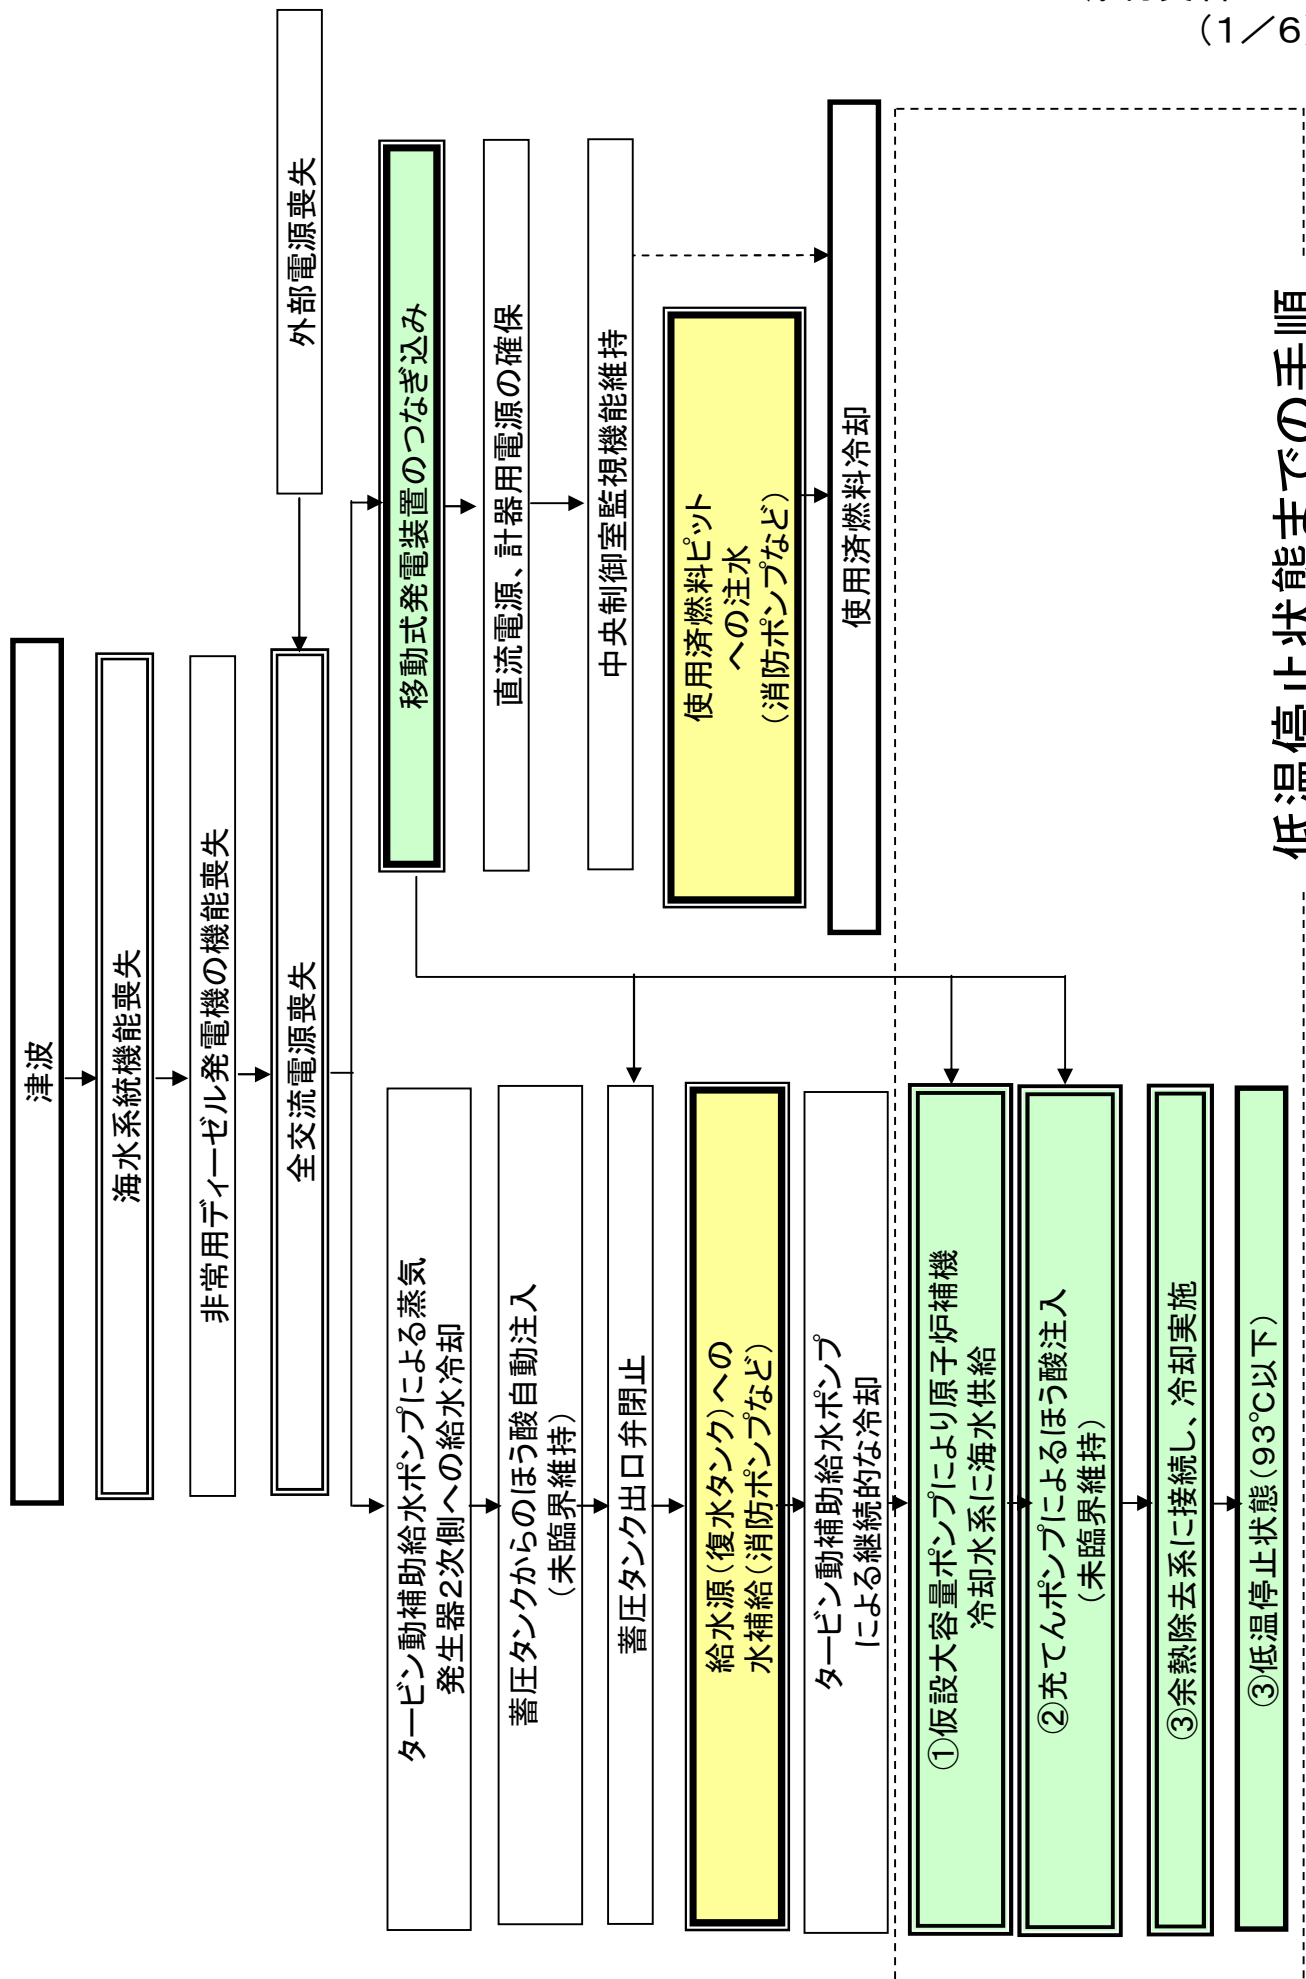 (1／6)
津波
海水系統機能喪失
非常用ディーゼル発電機の機能喪失
外部電源喪失
全交流電源喪失
タービン動補助給水ポンプによる蒸気
発生器2次側への給水冷却
蓄圧タンクからのほう酸自動注入
(未臨界維持)
蓄圧タンク出口弁閉止
給水源(復水タンク)への
水補給(消防ポンプなど)
タービン動補助給水ポンプ
による継続的な冷却
①仮設大容量ポンプにより原子炉補機
冷却水系に海水供給
②充てんポンプによるほう酸注入
(未臨界維持)
③余熱除去系に接続し、冷却実施
③低温停止状態(93℃以下)
移動式発電装置のつなぎ込み
直流電源、計器用電源の確保
中央制御室監視機能維持
使用済燃料ピット
への注水
(消防ポンプなど)
使用済燃料冷却
低温停止状態までの手順